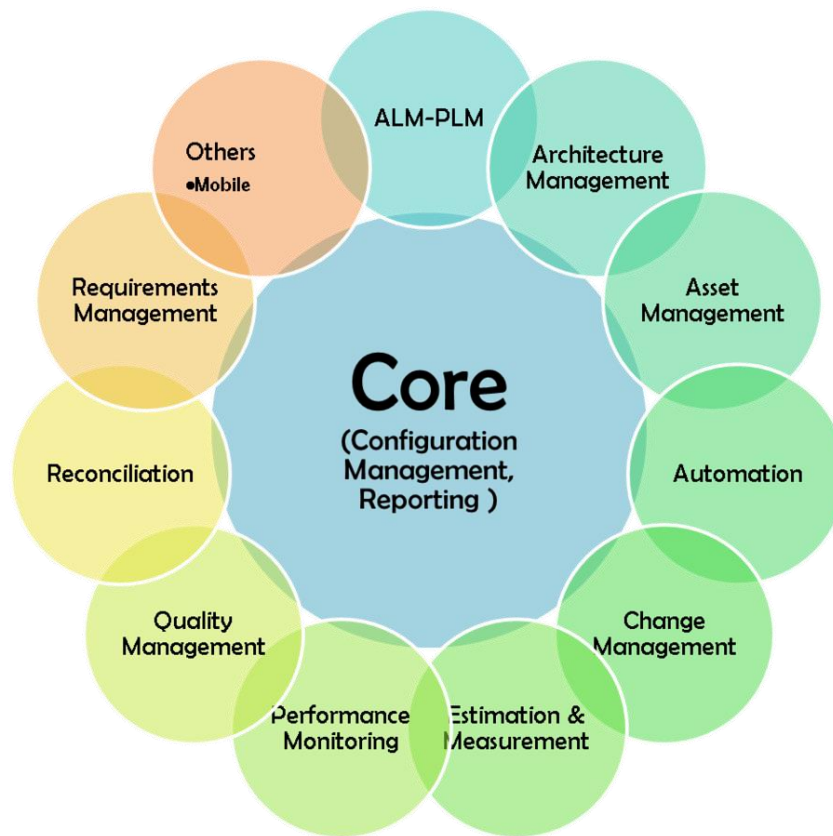 ALM-PLM
Architecture
Management
Asset
Management
Automation
Change
Management
Estimation &
Measurement
Performance
Monitoring
Quality
Management
Reconciliation
Requirements
Management
Others
•Mobile
Core
(Configuration
Management,
Reporting )